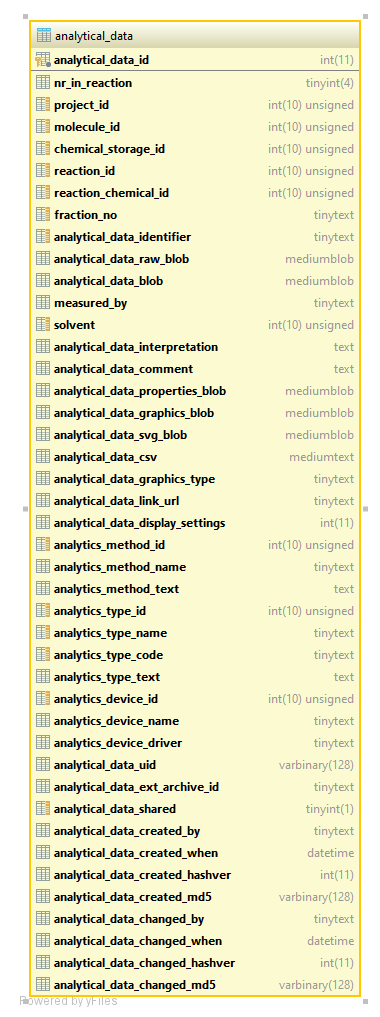 analytical_data
analytical_data_id int(11)
nr_in_reaction tinyint(4)
project_id int(10) unsigned
molecule_id int(10) unsigned
chemical_storage_id int(10) unsigned
reaction_id int(10) unsigned
reaction_chemical_id int(10) unsigned
fraction_no tinytext
analytical_data_identifier tinytext
analytical_data_raw_blob mediumblob
analytical_data_blob mediumblob
measured_by tinytext
solvent int(10) unsigned
analytical_data_interpretation text
analytical_data_comment text
analytical_data_properties_blob mediumblob
analytical_data_graphics_blob mediumblob
analytical_data_svg_blob mediumblob
analytical_data_csv mediumtext
analytical_data_graphics_type tinytext
analytical_data_link_url tinytext
analytical_data_display_settings int(11)
analytics_method_id int(10) unsigned
analytics_method_name tinytext
analytics_method_text text
analytics_type_id int(10) unsigned
analytics_type_name tinytext
analytics_type_code tinytext
analytics_type_text text
analytics_device_id int(10) unsigned
analytics_device_name tinytext
analytics_device_driver tinytext
analytical_data_uid varbinary(128)
analytical_data_ext_archive_id tinytext
analytical_data_shared tinyint(1)
analytical_data_created_by tinytext
analytical_data_created_when datetime
analytical_data_created_hashver int(11)
analytical_data_created_md5 varbinary(128)
analytical_data_changed_by tinytext
analytical_data_changed_when datetime
analytical_data_changed_hashver int(11)
analytical_data_changed_md5 varbinary(128)
Powered by yFiles